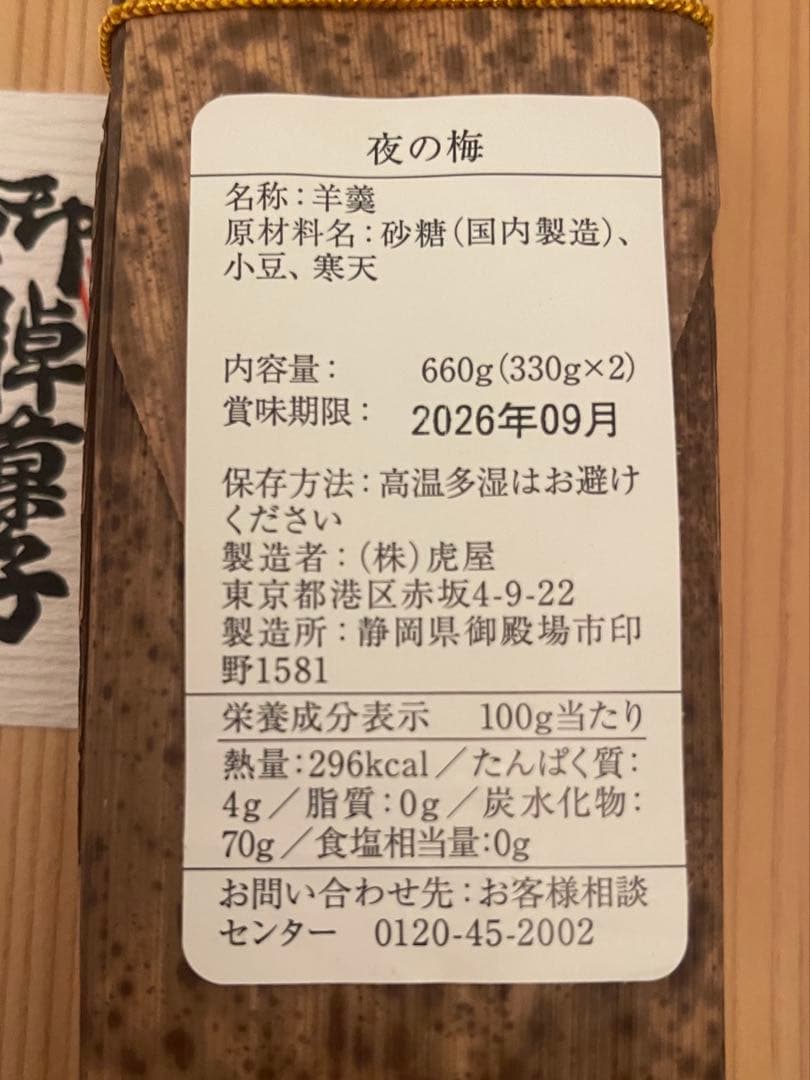 夜の梅
名称：羊羹
原材料名：砂糖（国内製造）、
小豆、寒天
内容量：　660g（330g×2）
賞味期限：　2026年09月
保存方法：高温多湿はお避け
ください
製造者：（株）虎屋
東京都港区赤坂4-9-22
製造所：静岡県御殿場市印
野1581
栄養成分表示　100g当たり
熱量：296kcal／たんぱく質：
4g／脂質：0g／炭水化物：
70g／食塩相当量：0g
お問い合わせ先：お客様相談
センター　0120-45-2002
菓子